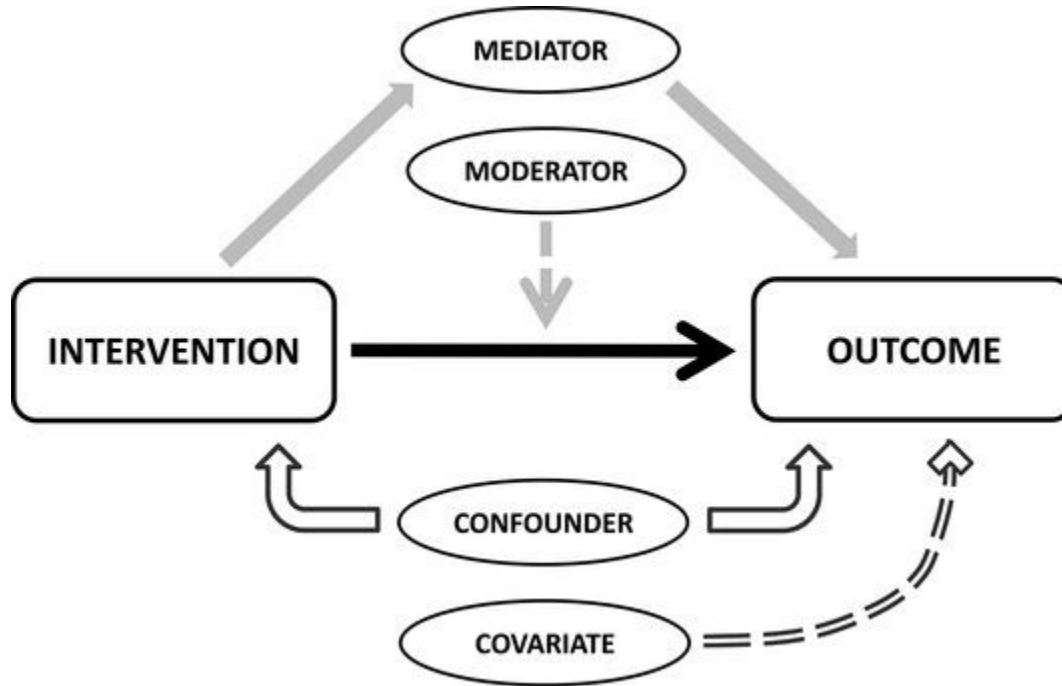 MEDIATOR
MODERATOR
INTERVENTION
OUTCOME
CONFOUNDER
COVARIATE